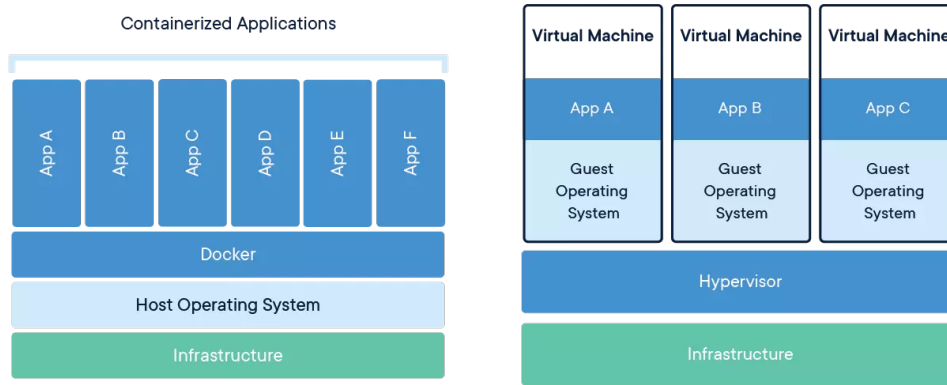 Containerized Applications
App A
App B
App C
App D
App E
App F
Docker
Host Operating System
Infrastructure
Virtual Machine
App A
Guest
Operating
System
Virtual Machine
App B
Guest
Operating
System
Virtual Machine
App C
Guest
Operating
System
Hypervisor
Infrastructure